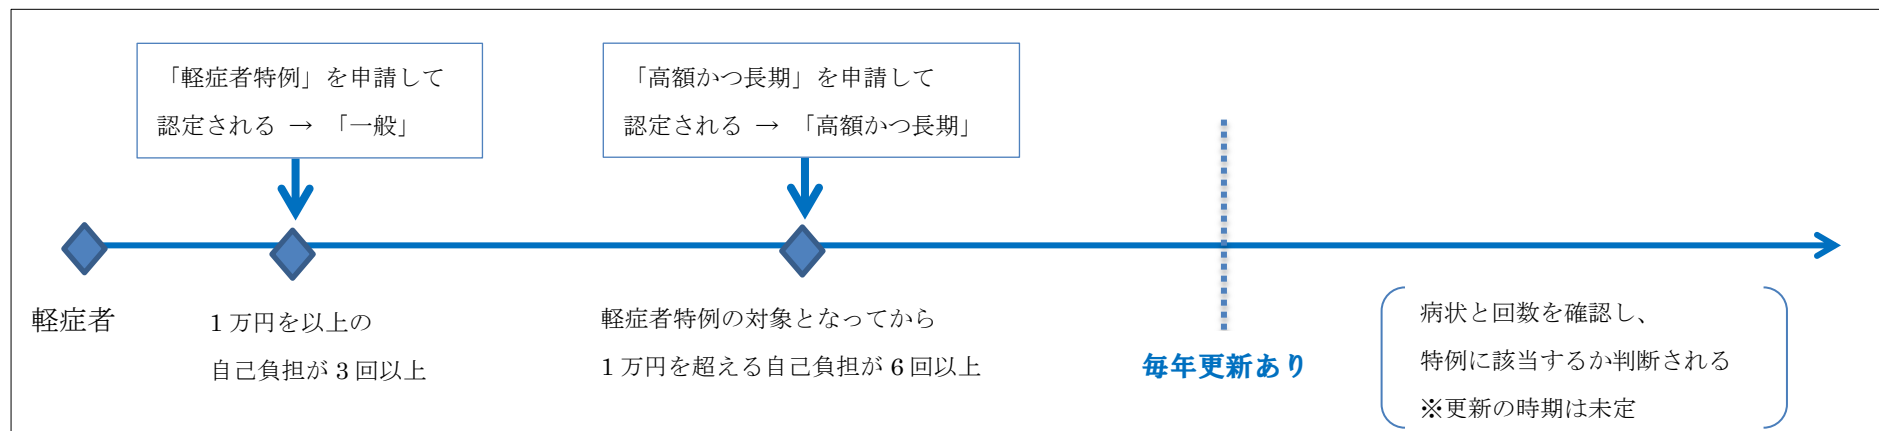 「軽症者特例」を申請して
認定される → 「一般」
「高額かつ長期」を申請して
認定される → 「高額かつ長期」
軽症者
1万円を以上の
自己負担が3回以上
軽症者特例の対象となってから
1万円を超える自己負担が6回以上
毎年更新あり
病状と回数を確認し、
特例に該当するか判断される
※更新の時期は未定